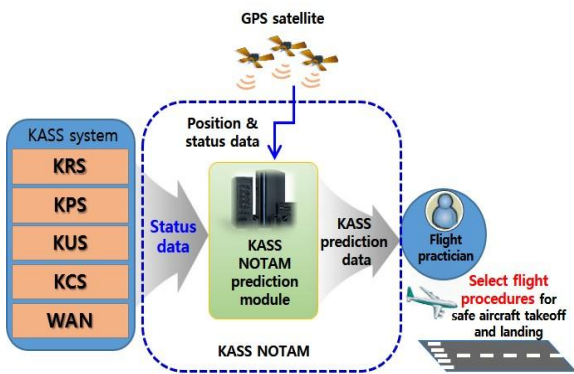 GPS satellite
Position &
status data
KASS system
KRS
KPS
KUS
KCS
WAN
Status
data
KASS
NOTAM
prediction
module
KASS
prediction
data
Flight
practician
Select flight
procedures for
safe aircraft takeoff
and landing
KASS NOTAM